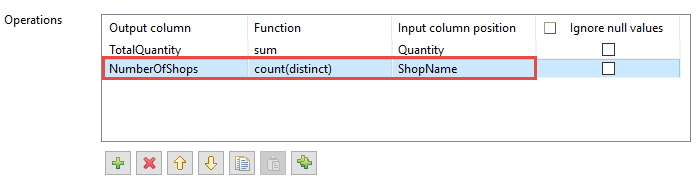 Operations
Output column Function Input column position Ignore null values
TotalQuantity sum Quantity
NumberOfShops count(distinct) ShopName